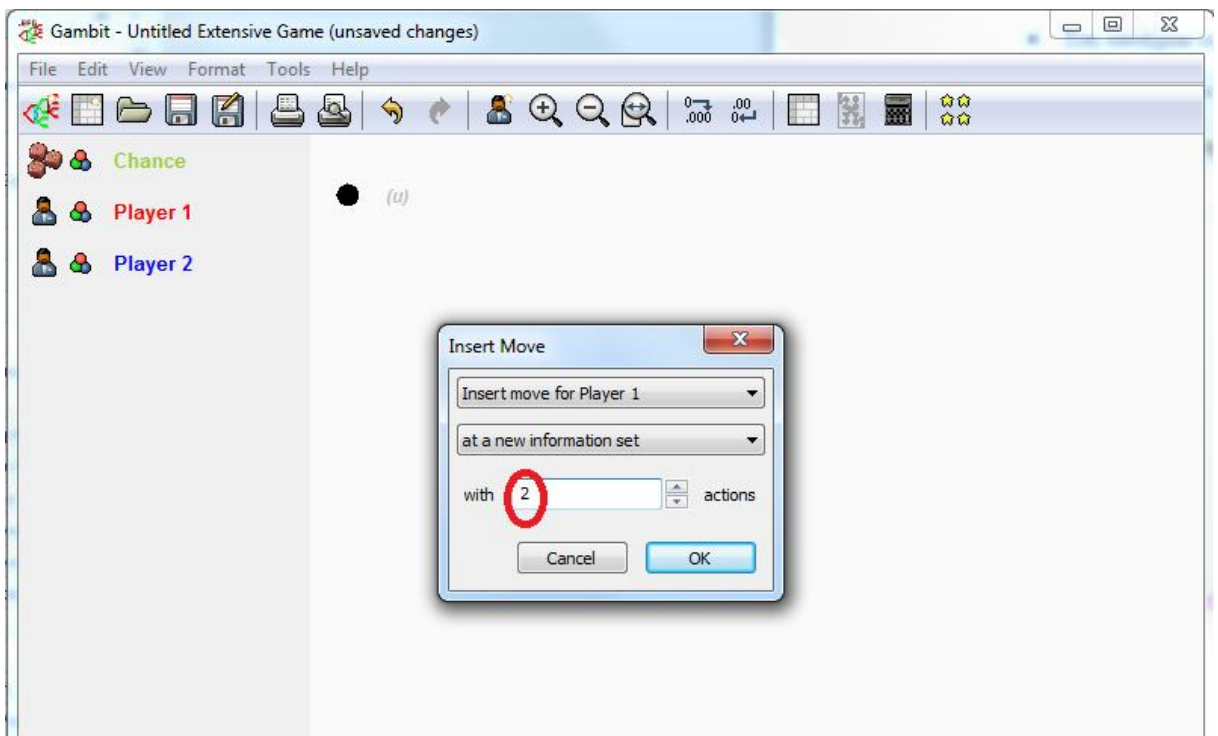 Gambit - Untitled Extensive Game (unsaved changes)
File Edit View Format Tools Help
Chance
(u)
Player 1
Player 2
Insert Move
Insert move for Player 1
at a new information set
with 2 actions
Cancel OK